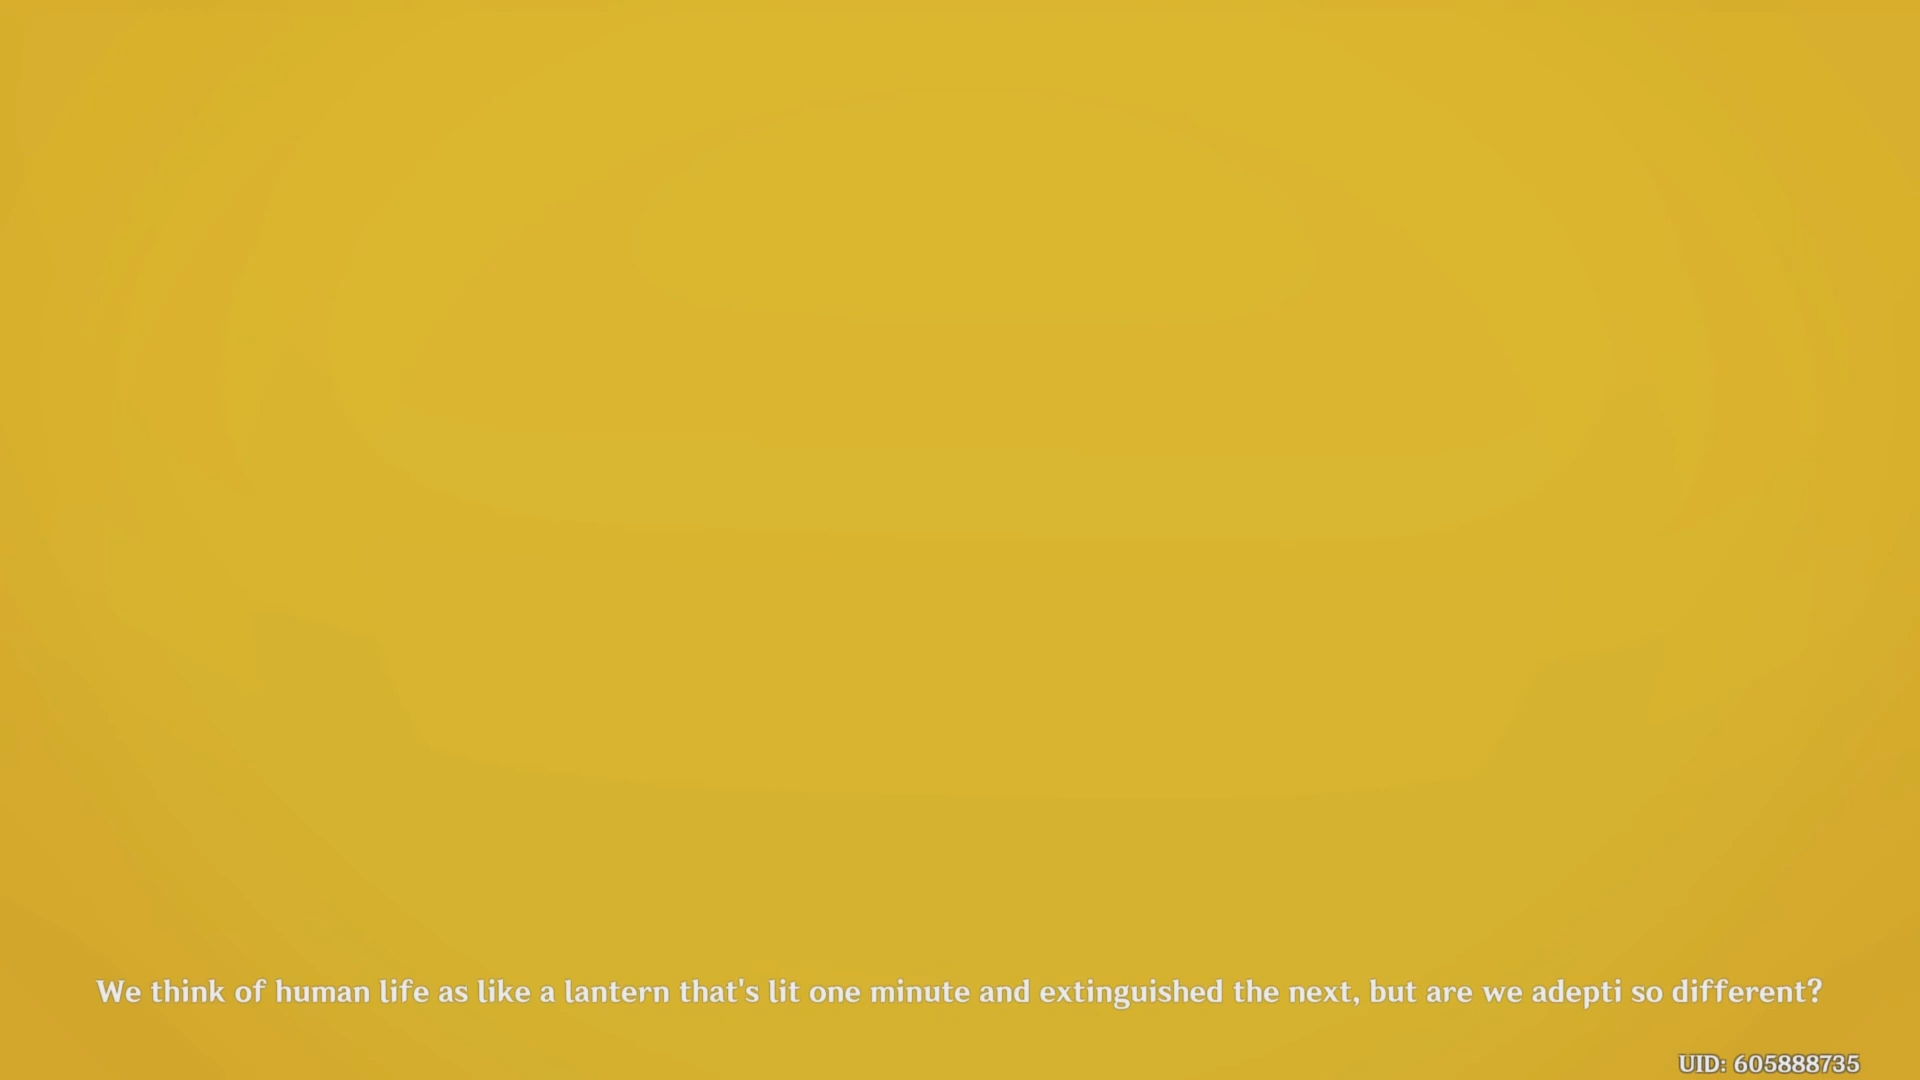 We think of human life as like a lantern that's lit one minute and extinguished the next, but are we adepti so different?
UID: 605888735